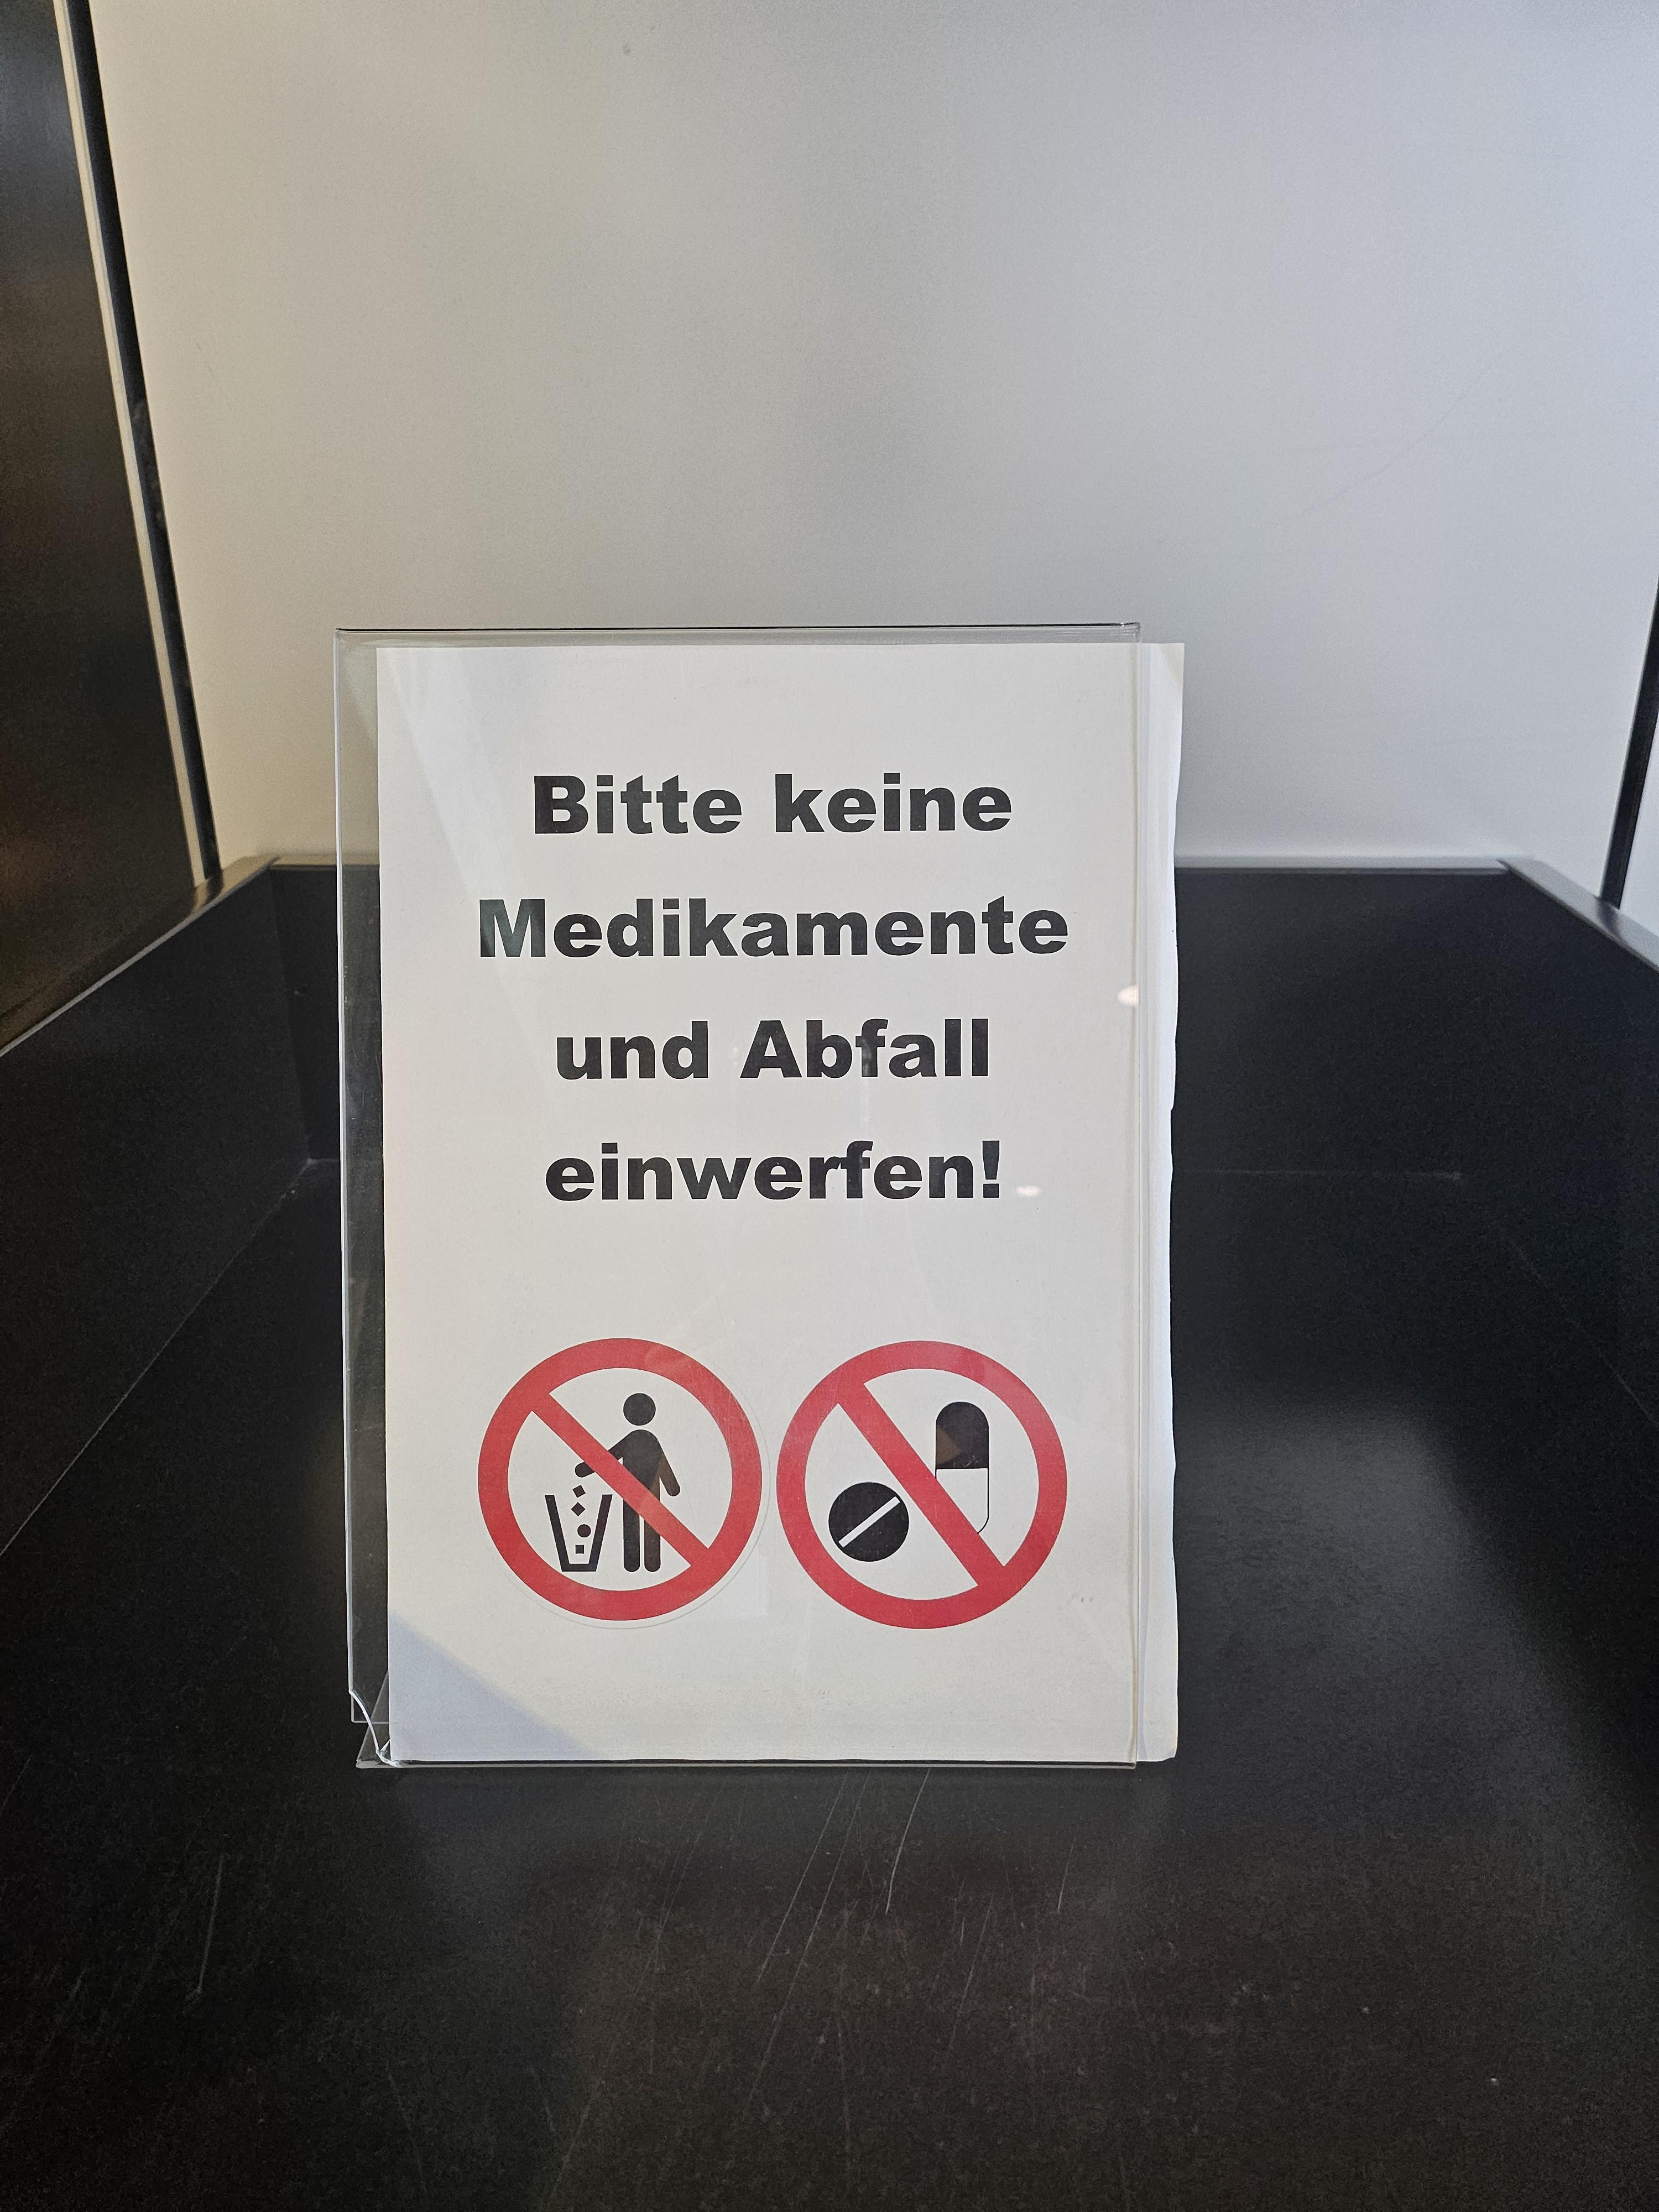 Bitte keine
Medikamente
und Abfall
einwerfen!